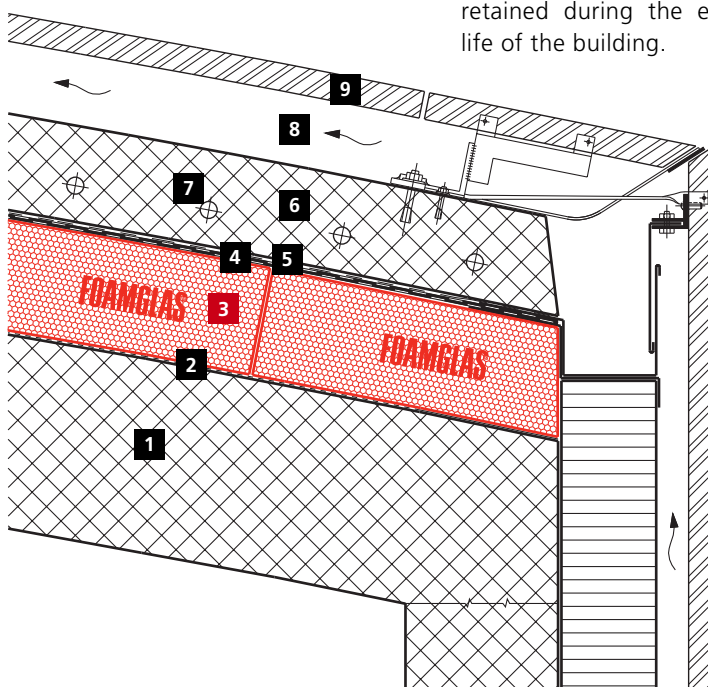 retained during the e
life of the building.
9
8
7
6
4
5
FOAMGLAS
3
FOAMGLAS
2
1